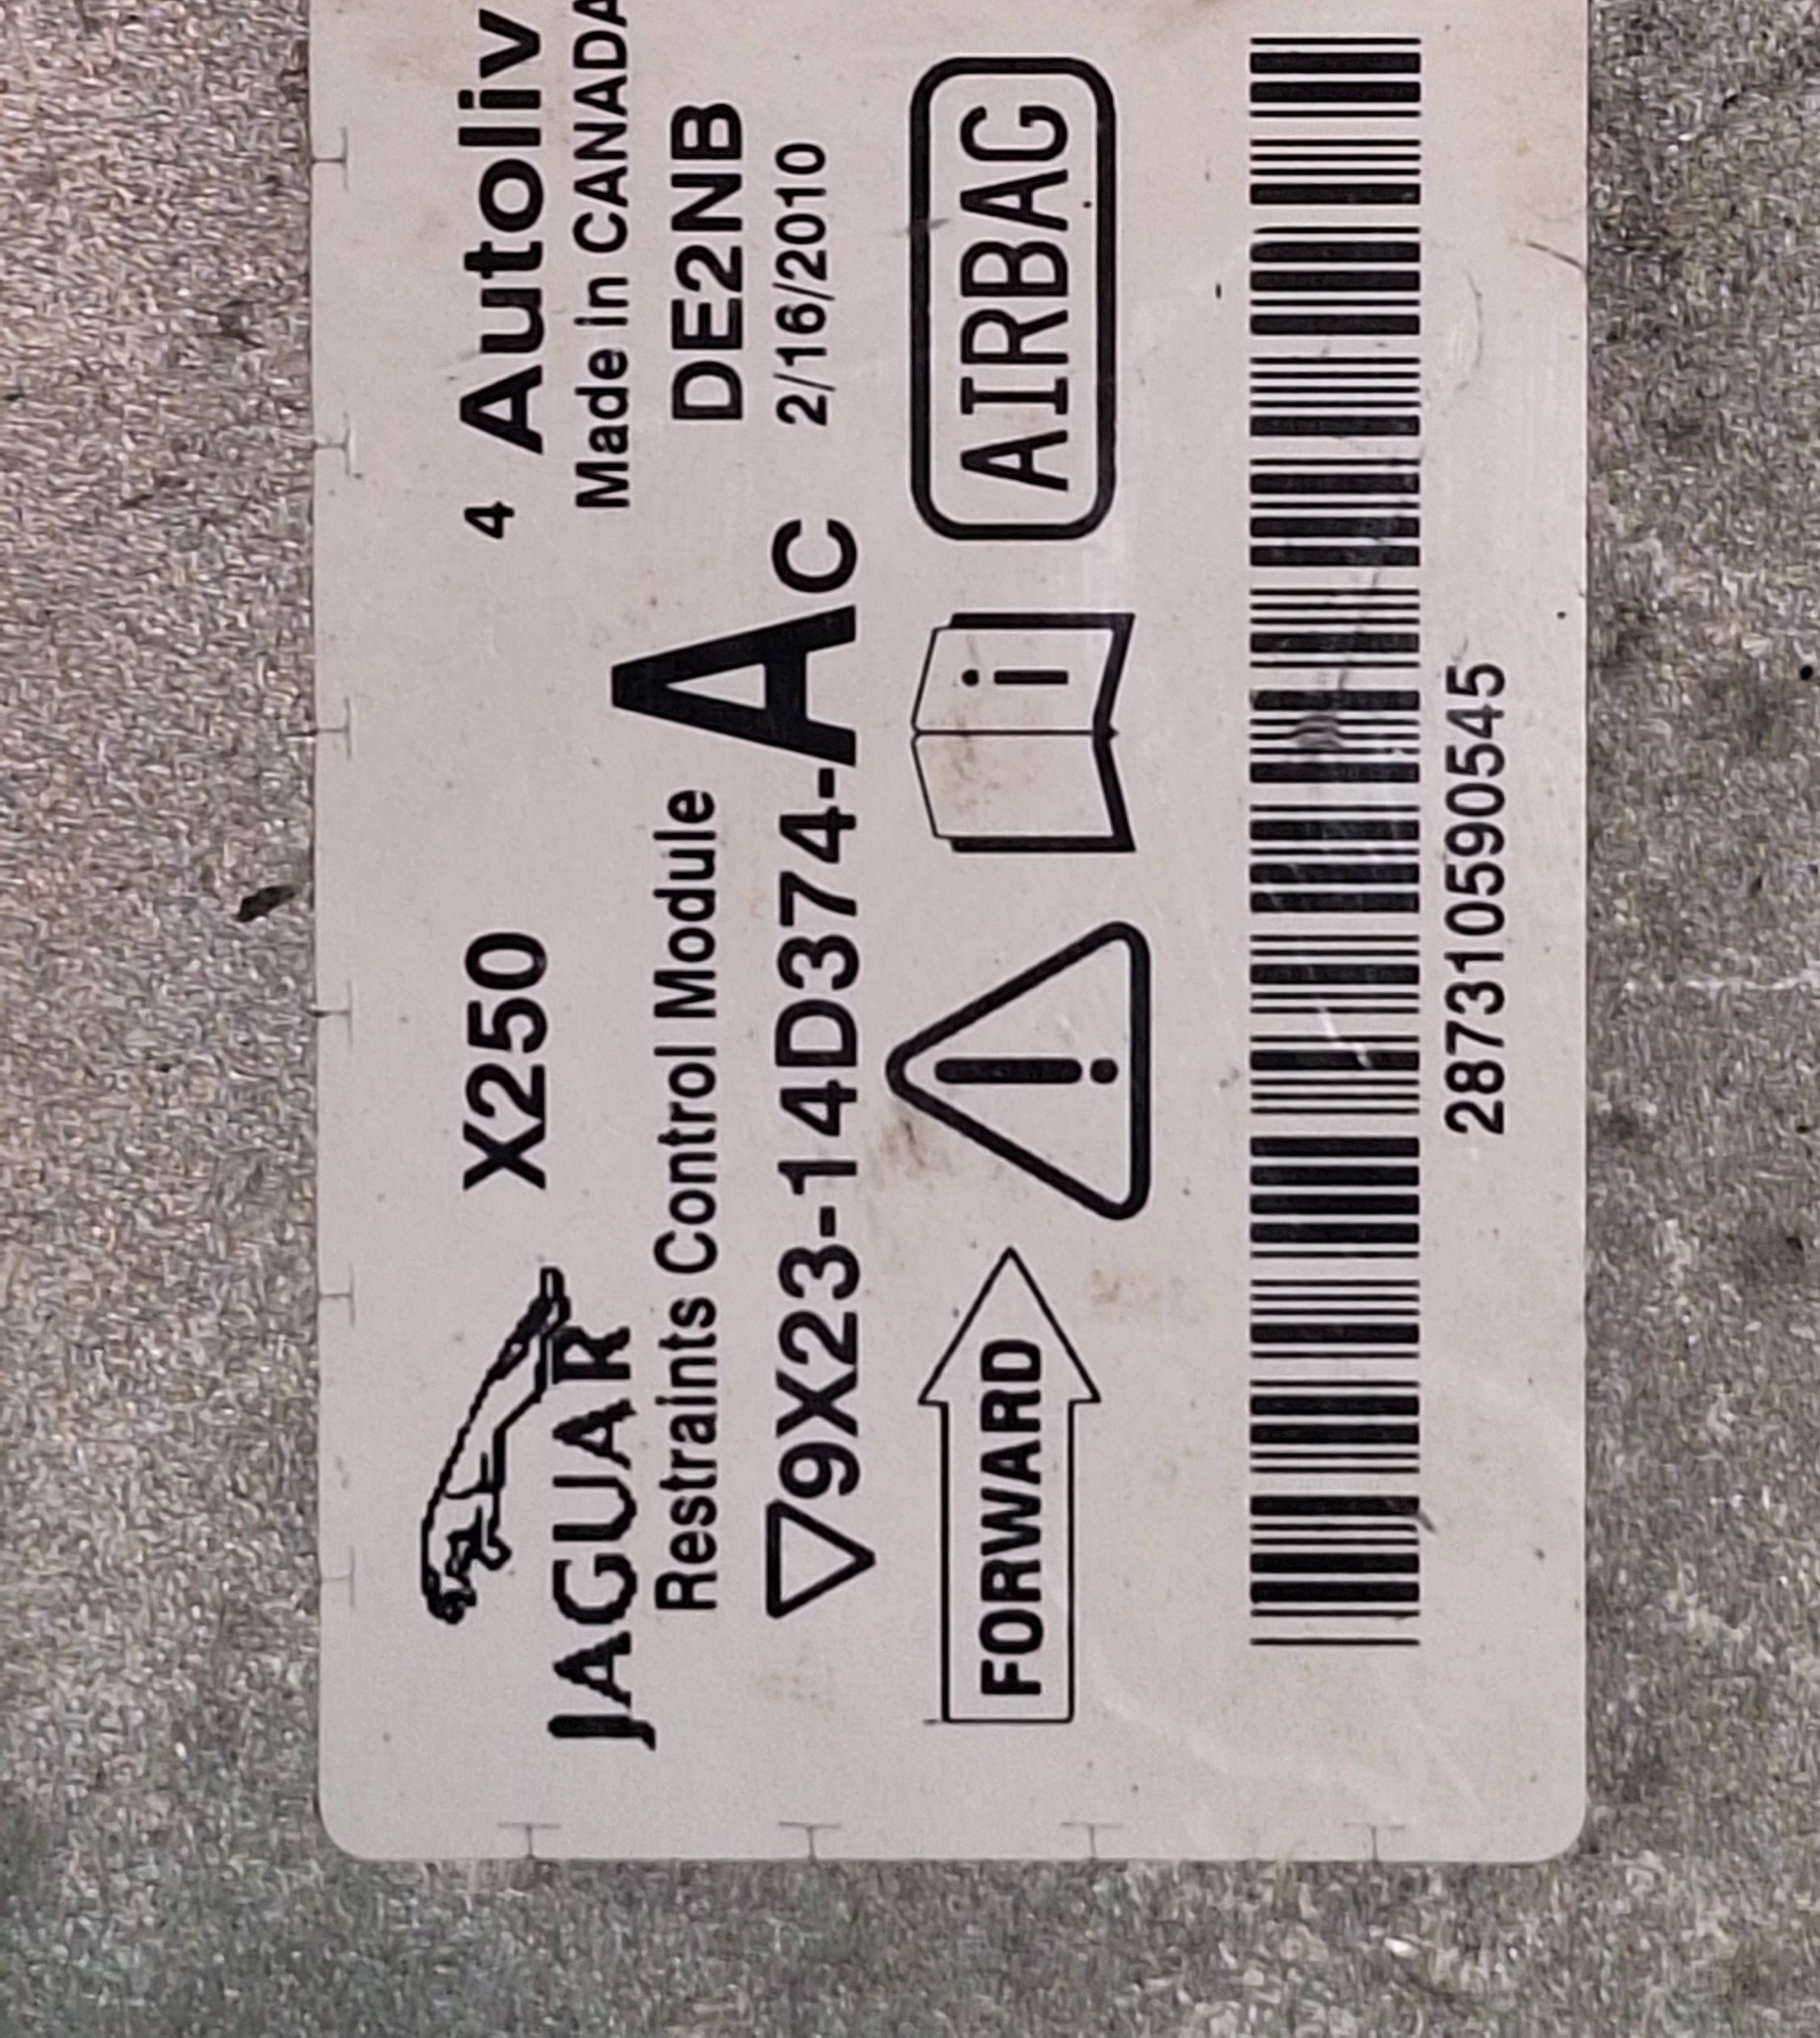 JAGUAR X250 4 Autoliv
Made in CANADA
Restraints Control Module DE2NB
9X23-14D374-AC 2/16/2010
FORWARD
i
AIRBAG
287310590545